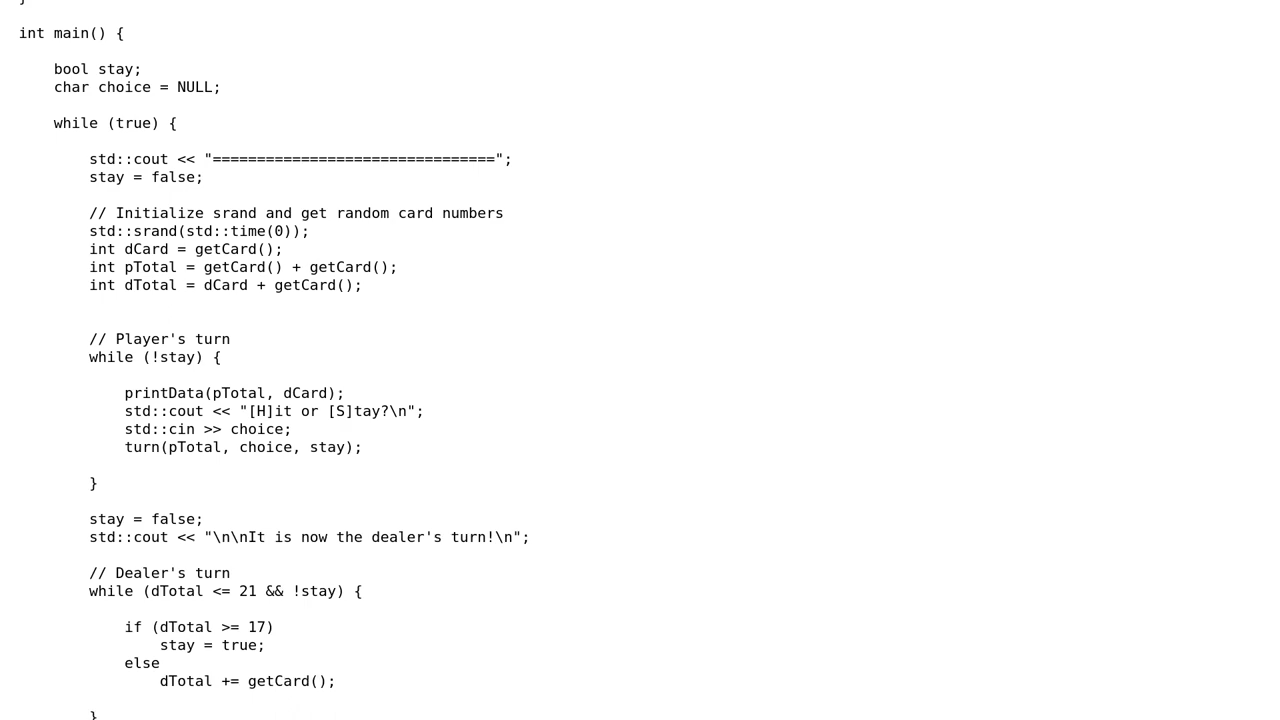 }
int main() {
    bool stay;
    char choice = NULL;
    while (true) {
        std::cout << "================================";
        stay = false;
        // Initialize srand and get random card numbers
        std::srand(std::time(0));
        int dCard = getCard();
        int pTotal = getCard() + getCard();
        int dTotal = dCard + getCard();
        // Player's turn
        while (!stay) {
            printData(pTotal, dCard);
            std::cout << "[H]it or [S]tay?\n";
            std::cin >> choice;
            turn(pTotal, choice, stay);
        }
        stay = false;
        std::cout << "\n\nIt is now the dealer's turn!\n";
        // Dealer's turn
        while (dTotal <= 21 && !stay) {
            if (dTotal >= 17)
                stay = true;
            else
                dTotal += getCard();
        }